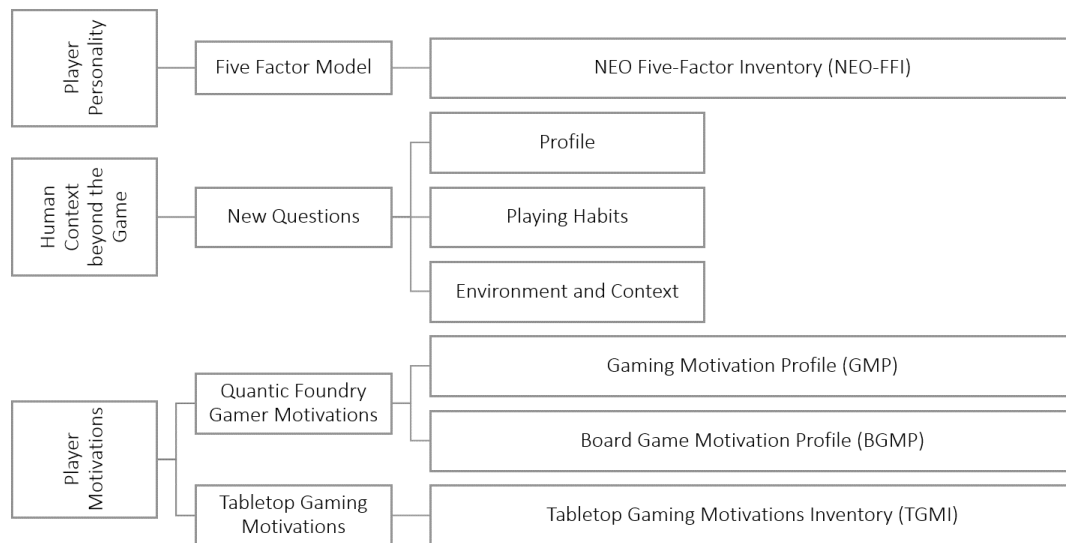 Player
Personality
Five Factor Model
NEO Five-Factor Inventory (NEO-FFI)
Human
Context
beyond the
Game
New Questions
Profile
Playing Habits
Environment and Context
Player
Motivations
Quantic Foundry
Gamer Motivations
Gaming Motivation Profile (GMP)
Board Game Motivation Profile (BGMP)
Tabletop Gaming
Motivations
Tabletop Gaming Motivations Inventory (TGMI)